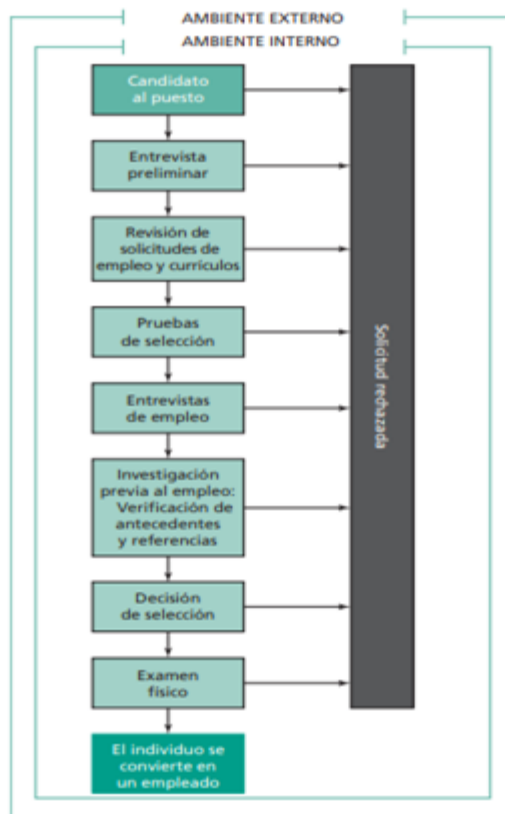 AMBIENTE EXTERNO
AMBIENTE INTERNO
Candidato
al puesto
Entrevista
preliminar
Revisión de
solicitudes de
empleo y currículos
Pruebas
de selección
Entrevistas
de empleo
Investigación
previa al empleo:
Verificación de
antecedentes
y referencias
Decisión
de selección
Examen
físico
El individuo se
convierte en
un empleado
Solicitud rechazada